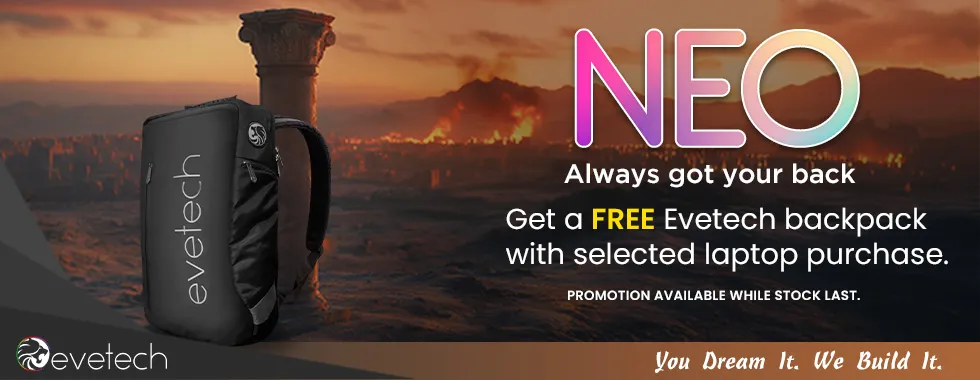 evetech
NEO
Always got your back
Get a FREE Evetech backpack
with selected laptop purchase.
PROMOTION AVAILABLE WHILE STOCK LAST.
evetech
You Dream It. We Build It.